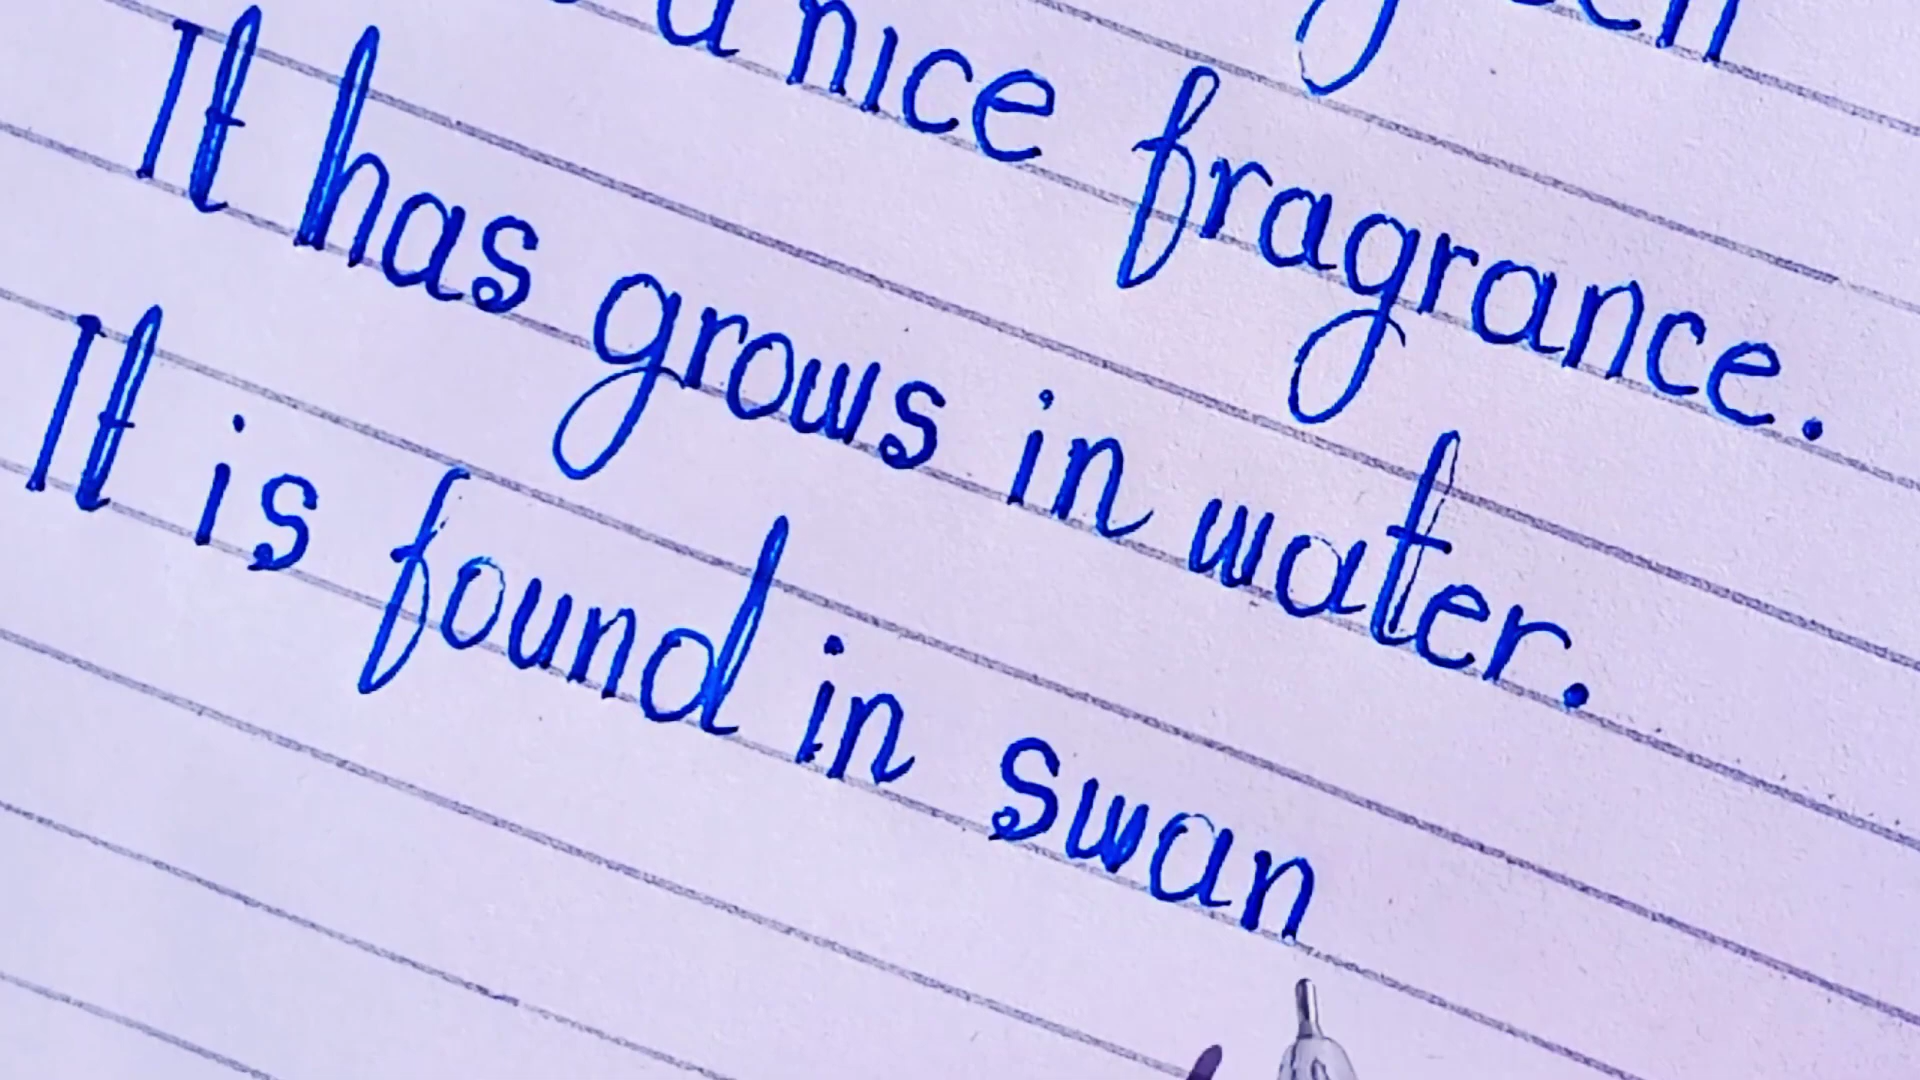 a nice fragrance.
It has grows in water.
It is found in swan